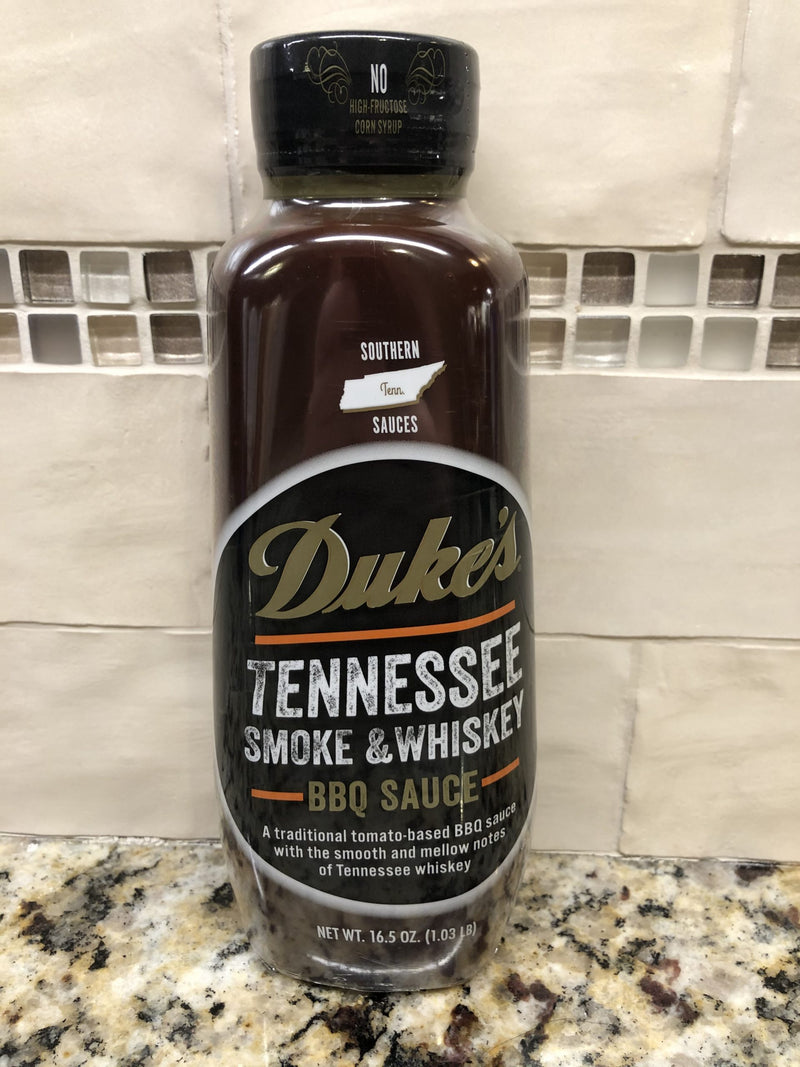 NO
HIGH-FRUCTOSE
CORN SYRUP
SOUTHERN
Tenn.
SAUCES
Duke's
TENNESSEE
SMOKE & WHISKEY
BBQ SAUCE
A traditional tomato-based BBQ sauce
with the smooth and mellow notes
of Tennessee whiskey
NET WT. 16.5 OZ. (1.03 LB)